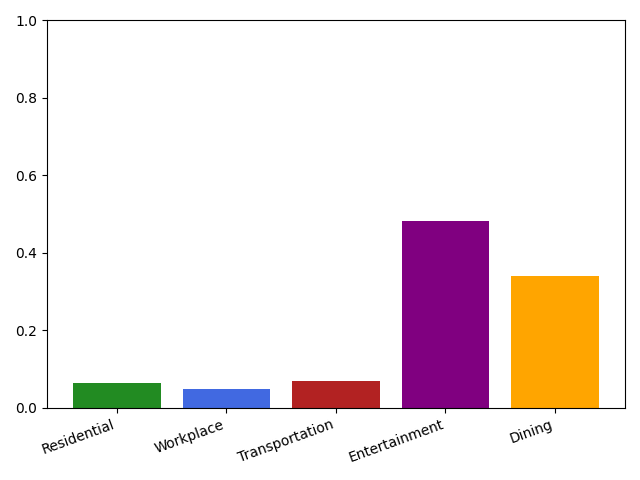 1.0
0.8
0.6
0.4
0.2
0.0
Residential
Workplace
Transportation
Entertainment
Dining